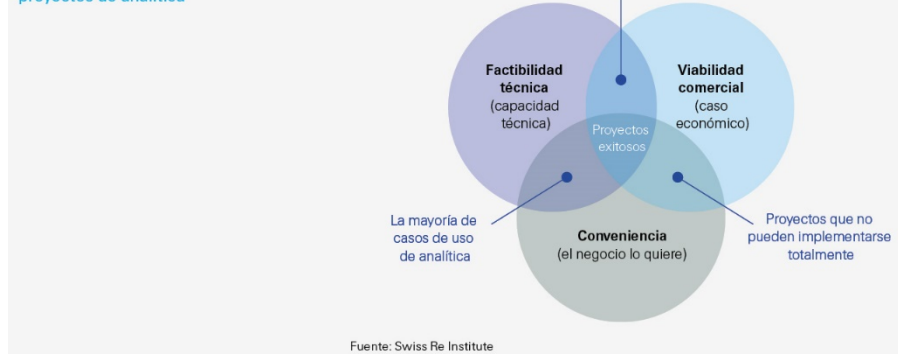 proyectos de analítica
Factibilidad
técnica
(capacidad
técnica)
Viabilidad
comercial
(caso
económico)
Proyectos
exitosos
La mayoría de
casos de uso
de analítica
Conveniencia
(el negocio lo quiere)
Proyectos que no
pueden implementarse
totalmente
Fuente: Swiss Re Institute